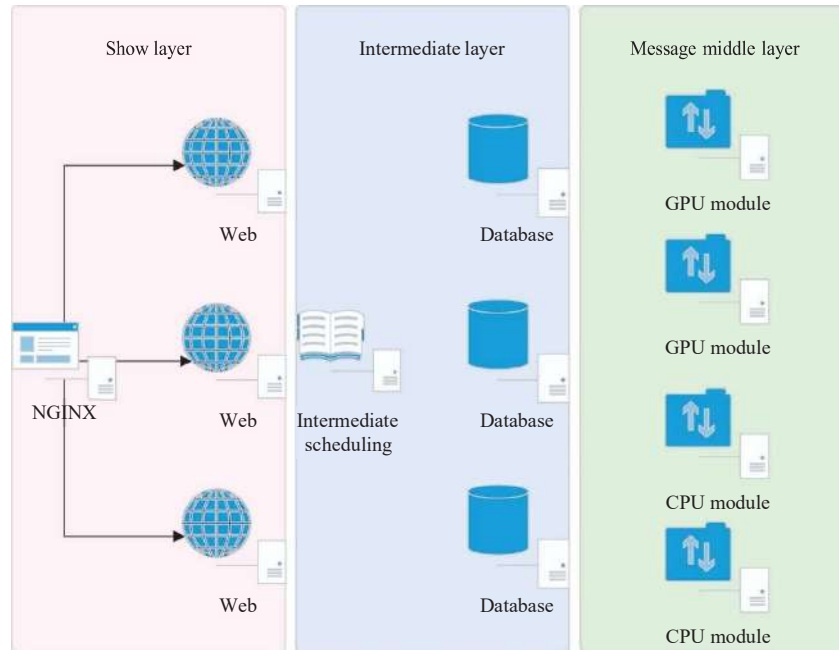 Show layer
Intermediate layer
Message middle layer
Web
Database
GPU module
NGINX
Web
Intermediate
scheduling
Database
GPU module
CPU module
Web
Database
CPU module